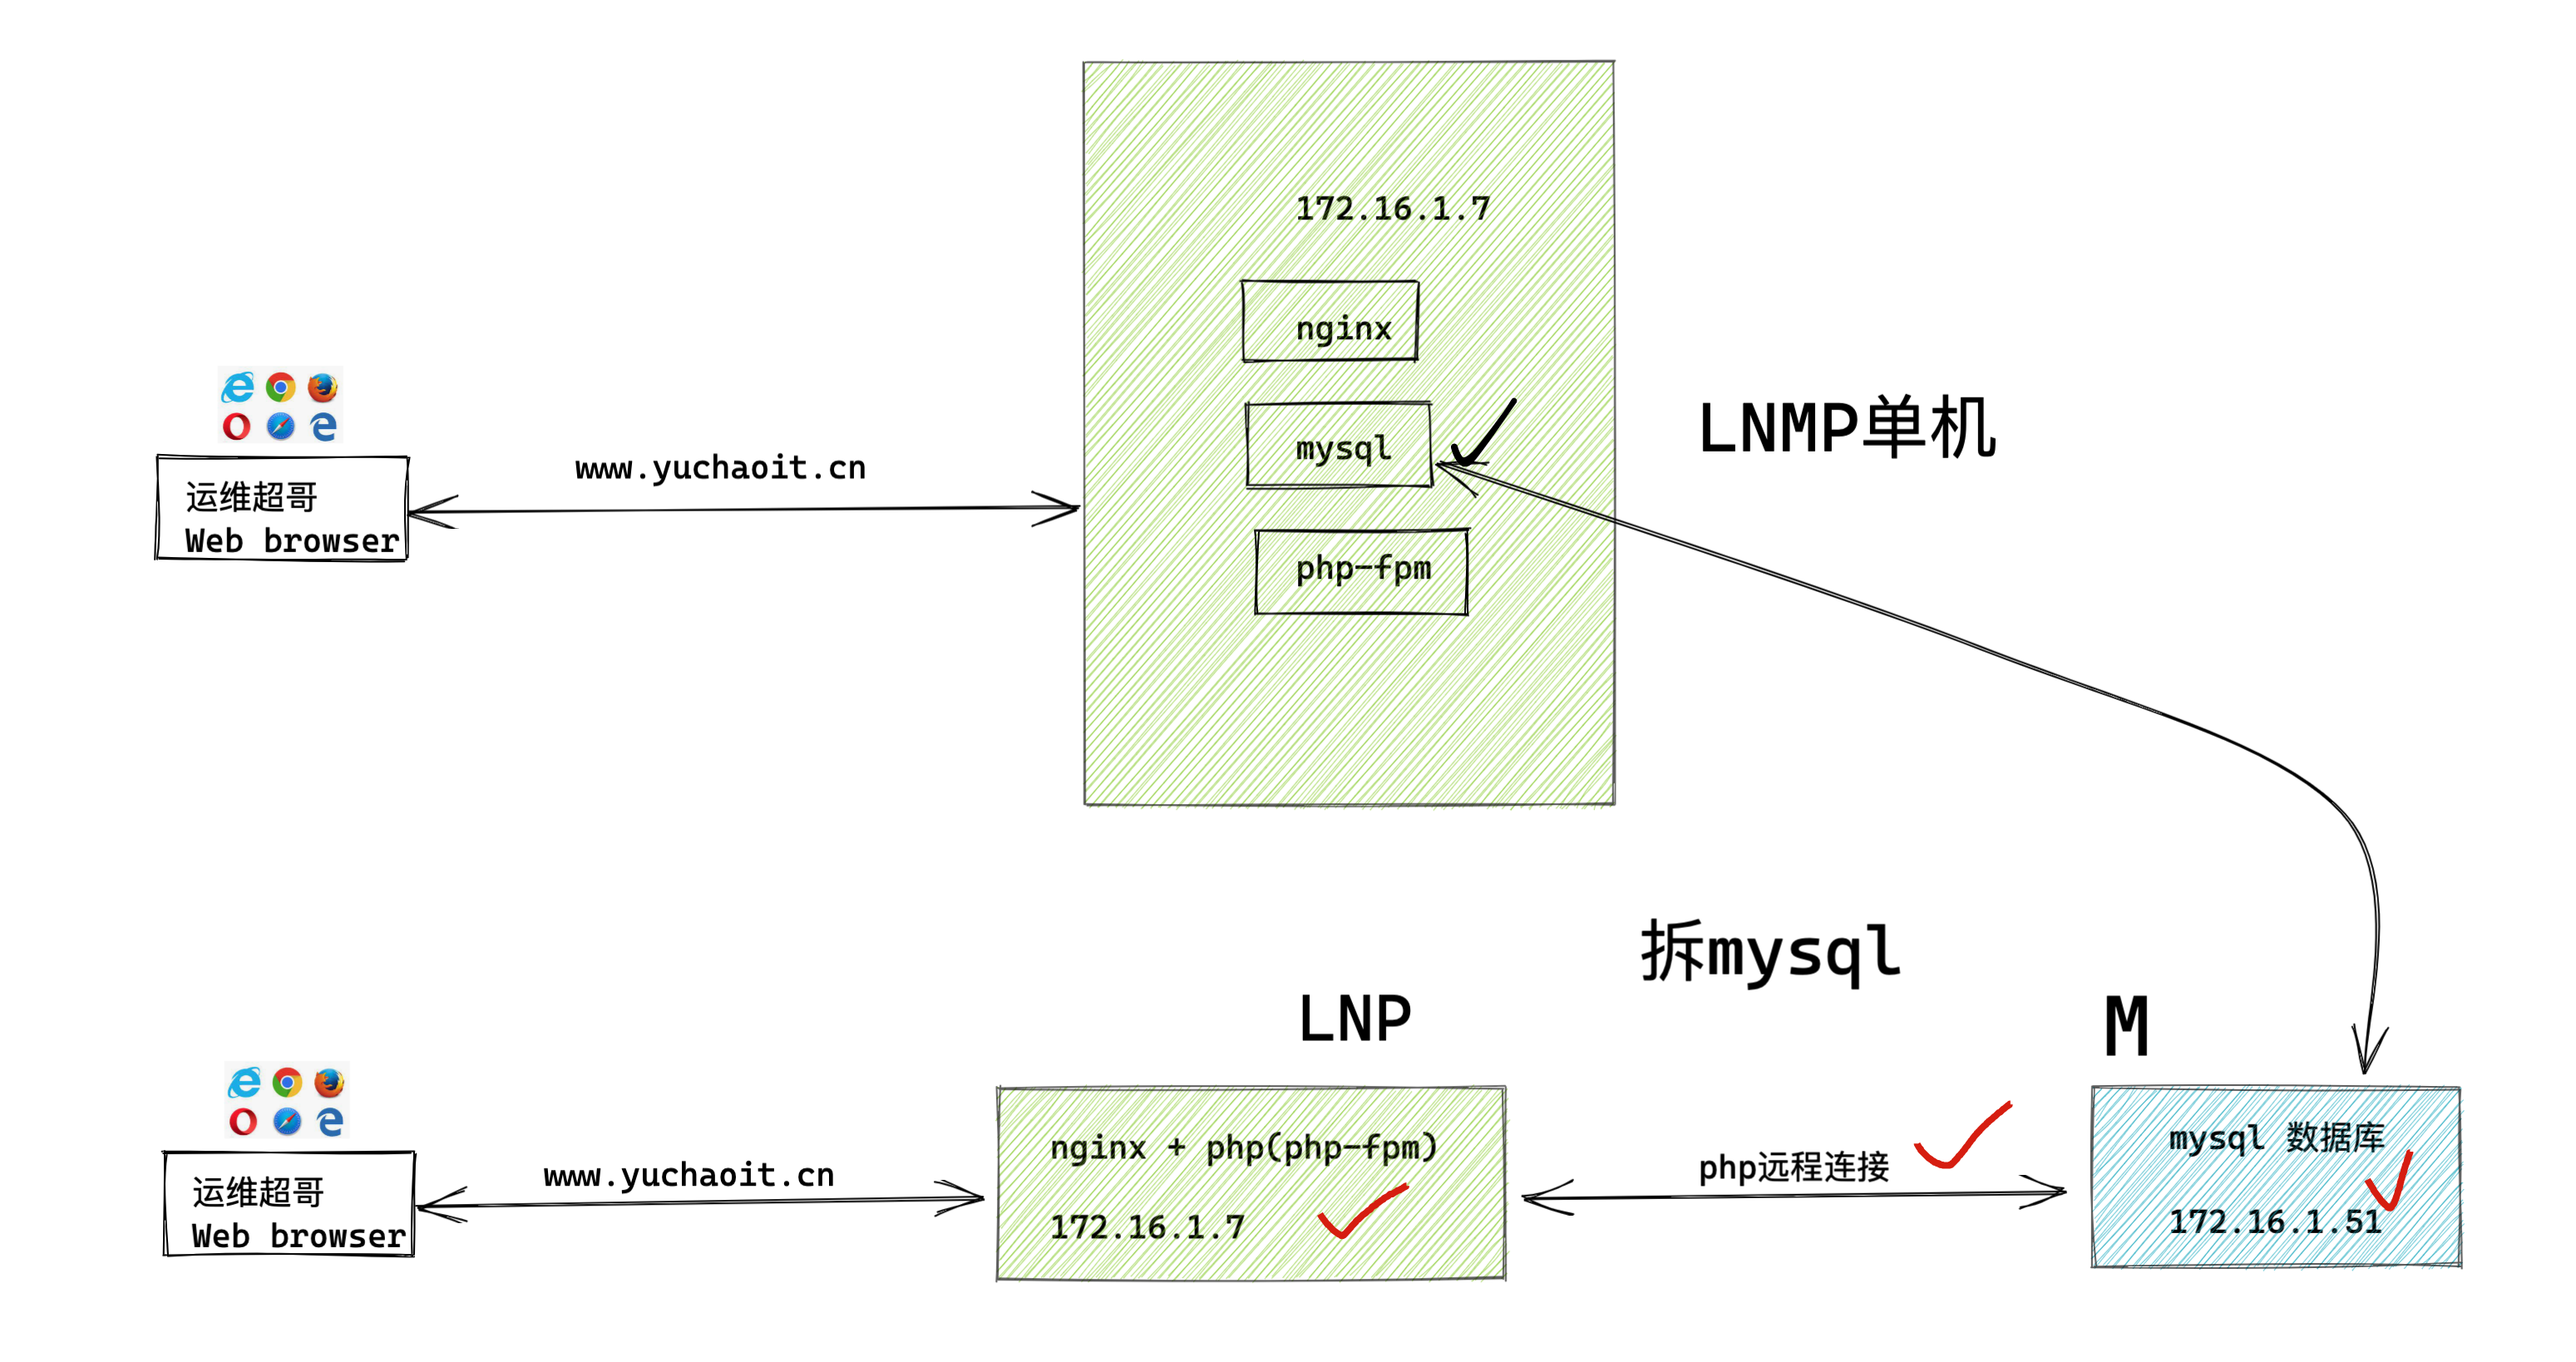 172.16.1.7
nginx
LNMP单机
mysql
www.yuchaoit.cn
运维超哥
Web browser
php-fpm
拆mysql
LNP
M
nginx + php(php-fpm)
mysql 数据库
php远程连接
www.yuchaoit.cn
运维超哥
Web browser
172.16.1.7
172.16.1.51